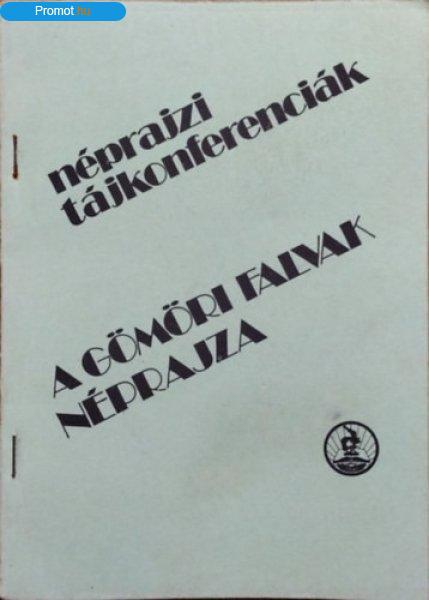 Promot.hu
néprajzi
tájkonferenciák
A GÖMÖRI FALVAK
NÉPRAJZA